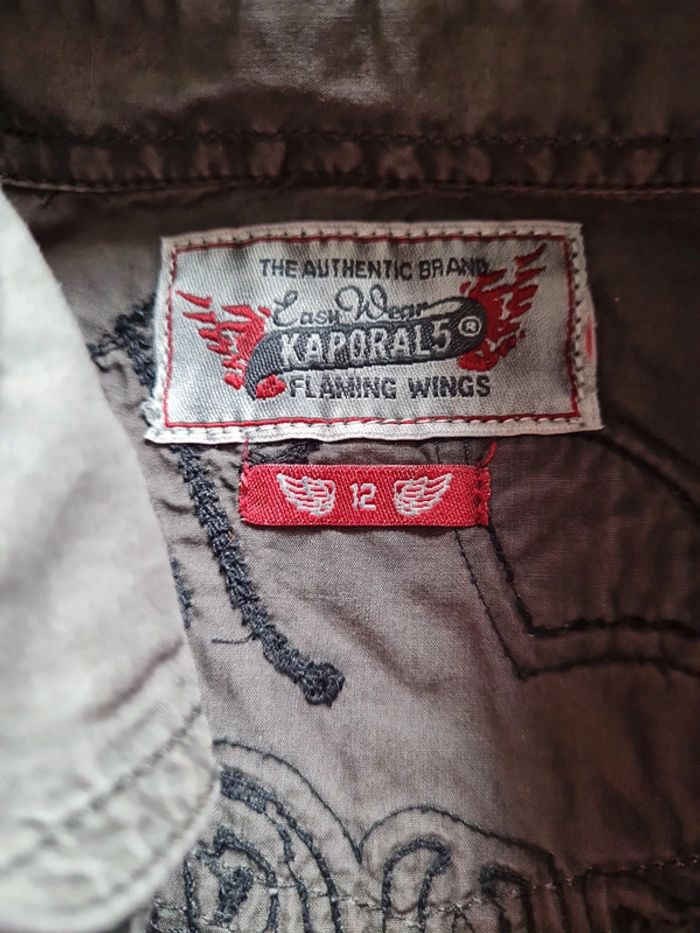 THE AUTHENTIC BRAND
Easy Wear
KAPORAL5®
FLAMING WINGS
12